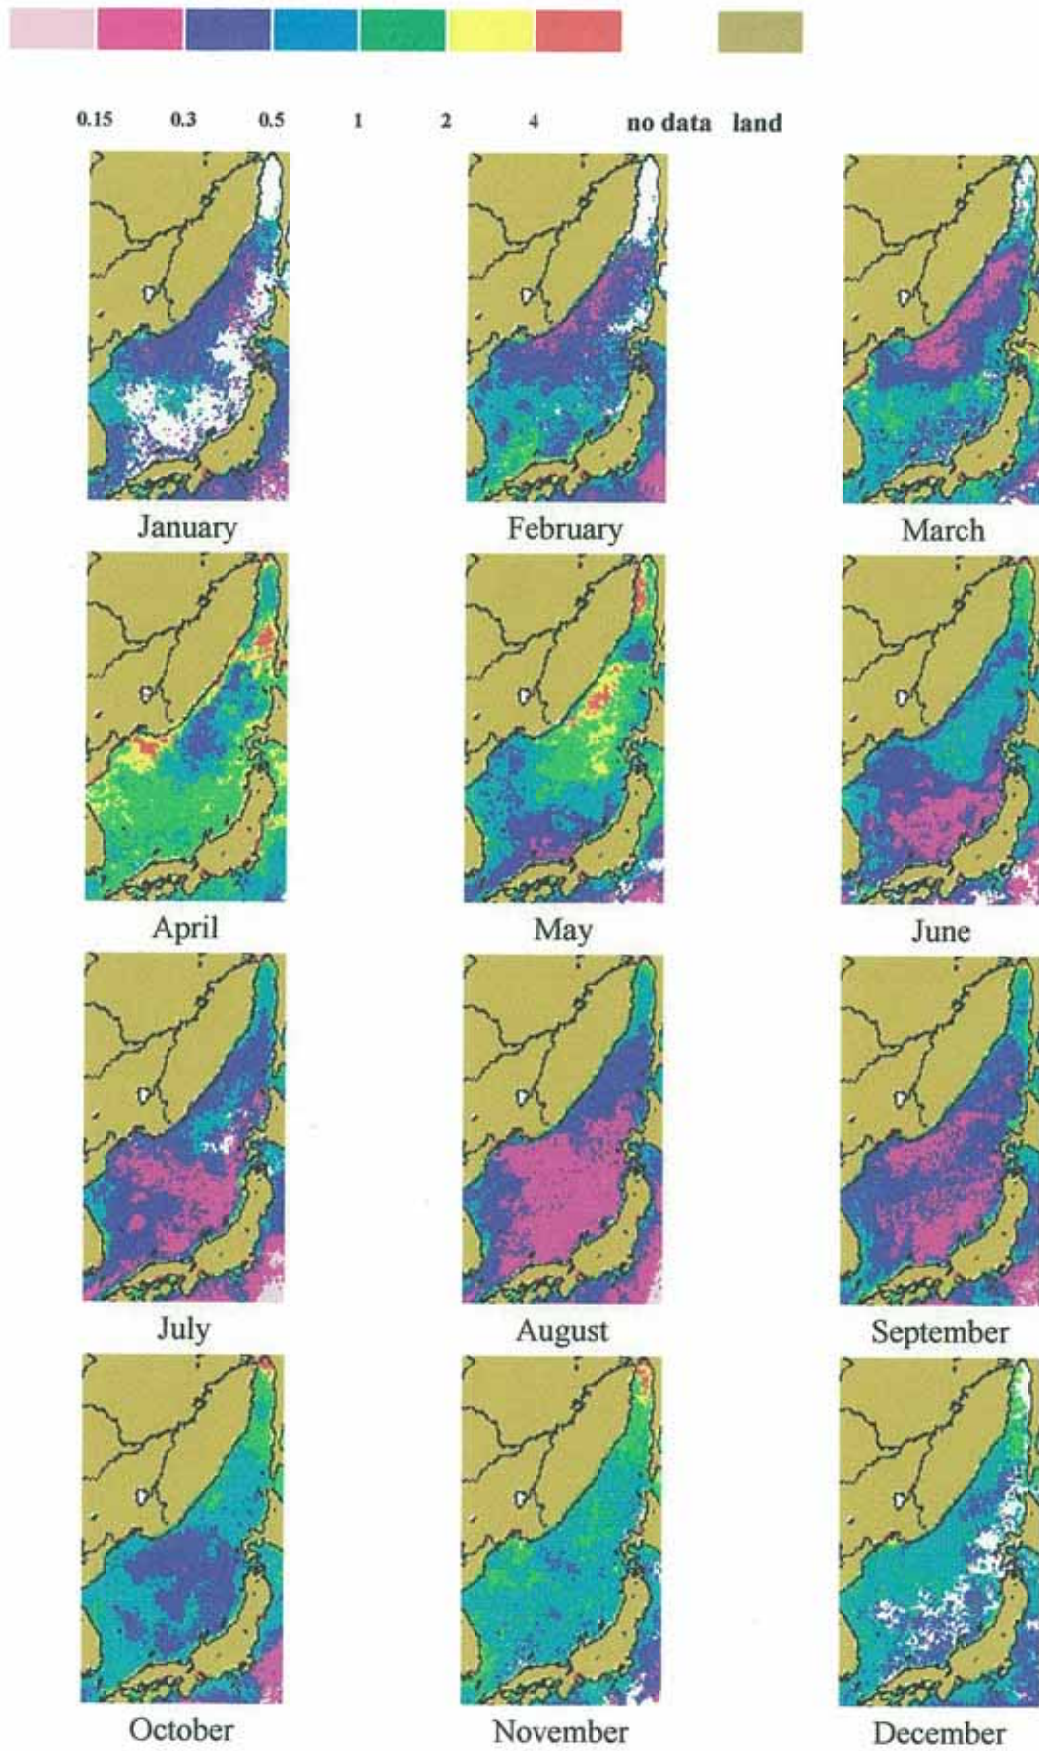 0.15 0.3 0.5 1 2 4 no data land
January February March
April May June
July August September
October November December